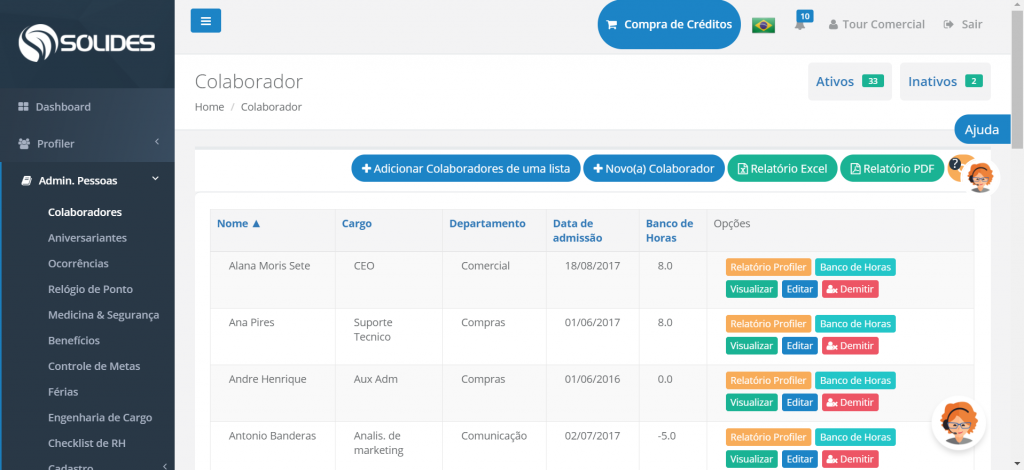 SOLIDES
Compra de Créditos
10
Tour Comercial
Sair
Colaborador
Home / Colaborador
Ativos 33
Inativos 2
Ajuda
Dashboard
Profiler
Admin. Pessoas
Colaboradores
Aniversariantes
Ocorrências
Relógio de Ponto
Medicina & Segurança
Benefícios
Controle de Metas
Férias
Engenharia de Cargo
Checklist de RH
Cadastro
+ Adicionar Colaboradores de uma lista
+ Novo(a) Colaborador
Relatório Excel
Relatório PDF
?
Nome ▲ Cargo Departamento Data de admissão Banco de Horas Opções
Alana Moris Sete CEO Comercial 18/08/2017 8.0 Relatório Profiler Banco de Horas
Visualizar Editar Demitir
Ana Pires Suporte Tecnico Compras 01/06/2017 8.0 Relatório Profiler Banco de Horas
Visualizar Editar Demitir
Andre Henrique Aux Adm Compras 01/06/2016 0.0 Relatório Profiler Banco de Horas
Visualizar Editar Demitir
Antonio Banderas Analis. de marketing Comunicação 02/07/2017 -5.0 Relatório Profiler Banco de Horas
Visualizar Editar Demitir